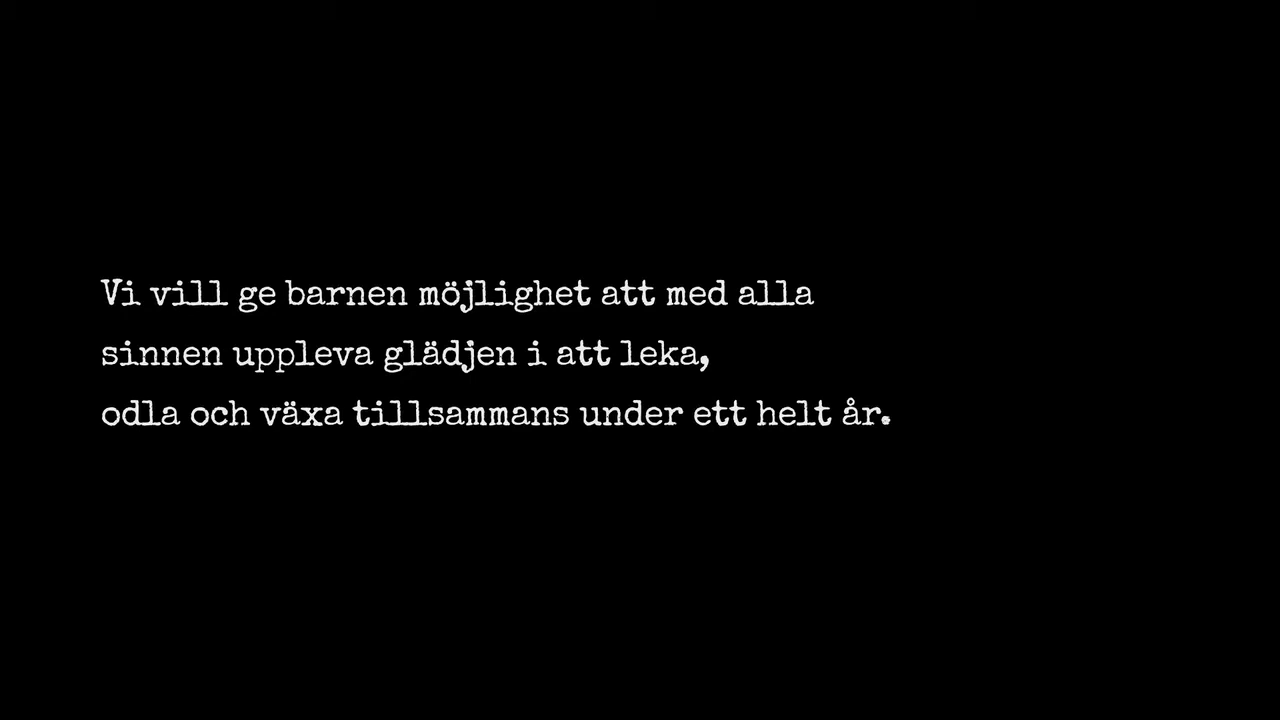 Vi vill ge barnen möjlighet att med alla
sinnen uppleva glädjen i att leka,
odla och växa tillsammans under ett helt år.